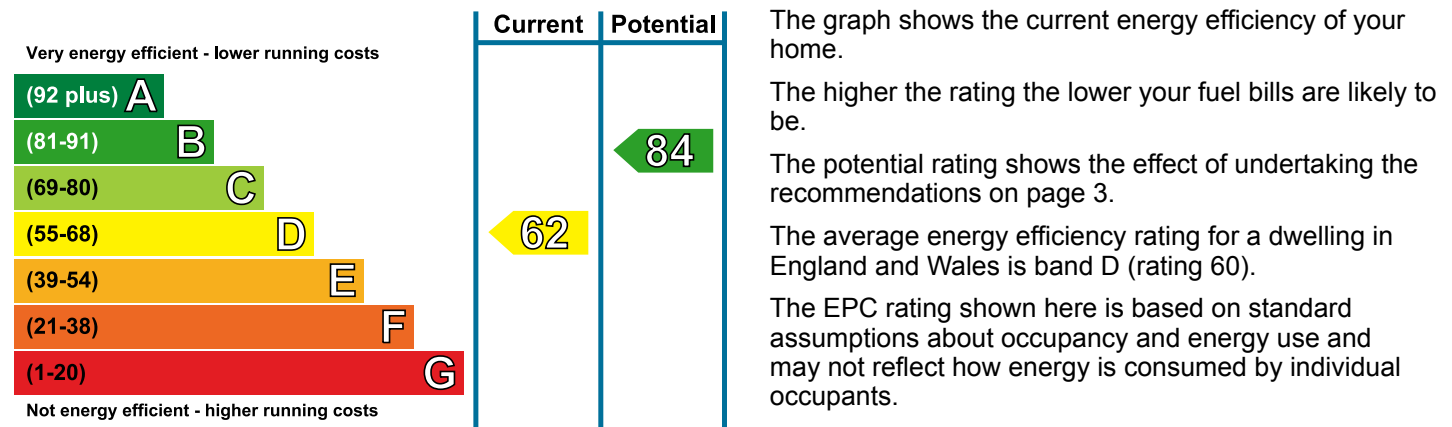 Current Potential
Very energy efficient - lower running costs
(92 plus) A
(81-91) B
84
(69-80) C
(55-68) D
62
(39-54) E
(21-38) F
(1-20) G
Not energy efficient - higher running costs
The graph shows the current energy efficiency of your
home.
The higher the rating the lower your fuel bills are likely to
be.
The potential rating shows the effect of undertaking the
recommendations on page 3.
The average energy efficiency rating for a dwelling in
England and Wales is band D (rating 60).
The EPC rating shown here is based on standard
assumptions about occupancy and energy use and
may not reflect how energy is consumed by individual
occupants.